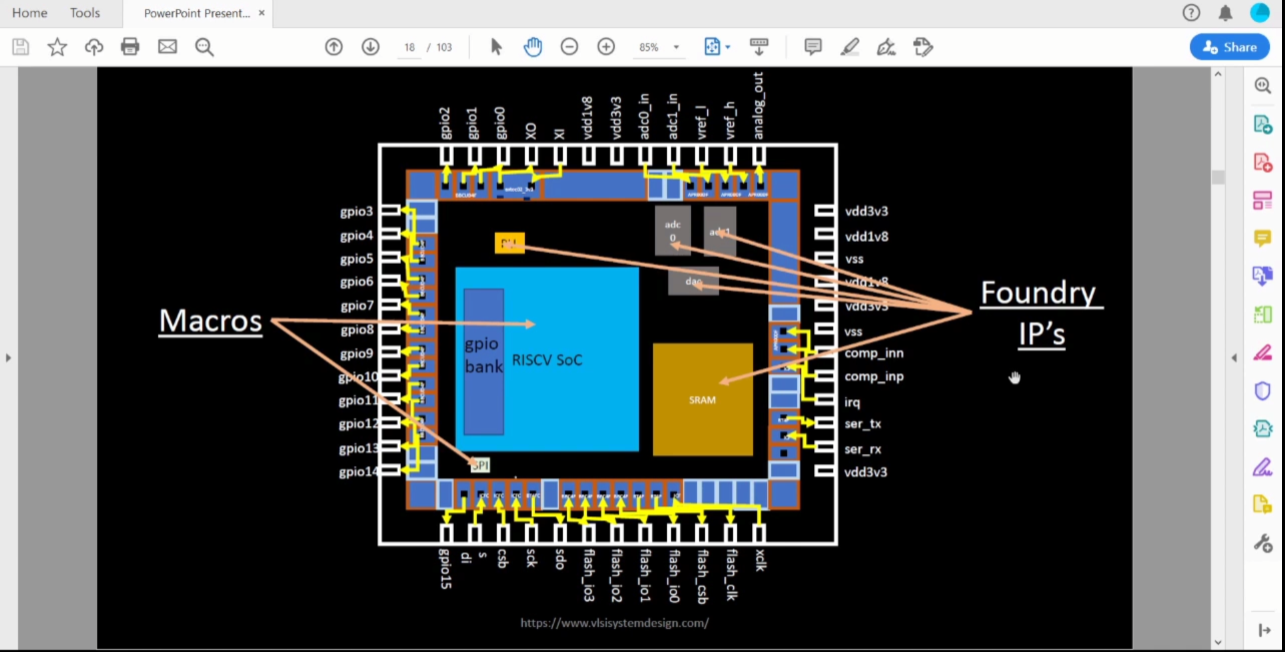 Home Tools PowerPoint Present... ×
18 / 103 85% Share
gpio2
gpio1
gpio0
XO
XI
vdd1v8
vdd3v3
adc0_in
adc1_in
vref_l
vref_h
analog_out
gpio3
gpio4
gpio5
gpio6
gpio7
gpio8
gpio9
gpio10
gpio11
gpio12
gpio13
gpio14
Macros
adc
0
adc1
dac
gpio
bank
RISCV SoC
SRAM
SPI
vdd3v3
vdd1v8
vss
vdd1v8
vdd3v3
vss
comp_inn
comp_inp
irq
ser_tx
ser_rx
vdd3v3
Foundry
IP's
gpio15
di
s
csb
sck
sdo
flash_io3
flash_io2
flash_io1
flash_io0
flash_csb
flash_clk
xclk
https://www.vlsisystemdesign.com/